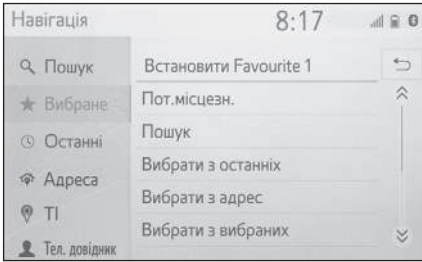 Навігація 8:17
Пошук
Вибране
Останні
Адреса
ТІ
Тел. довідник
Встановити Favourite 1
Пот.місцезн.
Пошук
Вибрати з останніх
Вибрати з адрес
Вибрати з вибраних